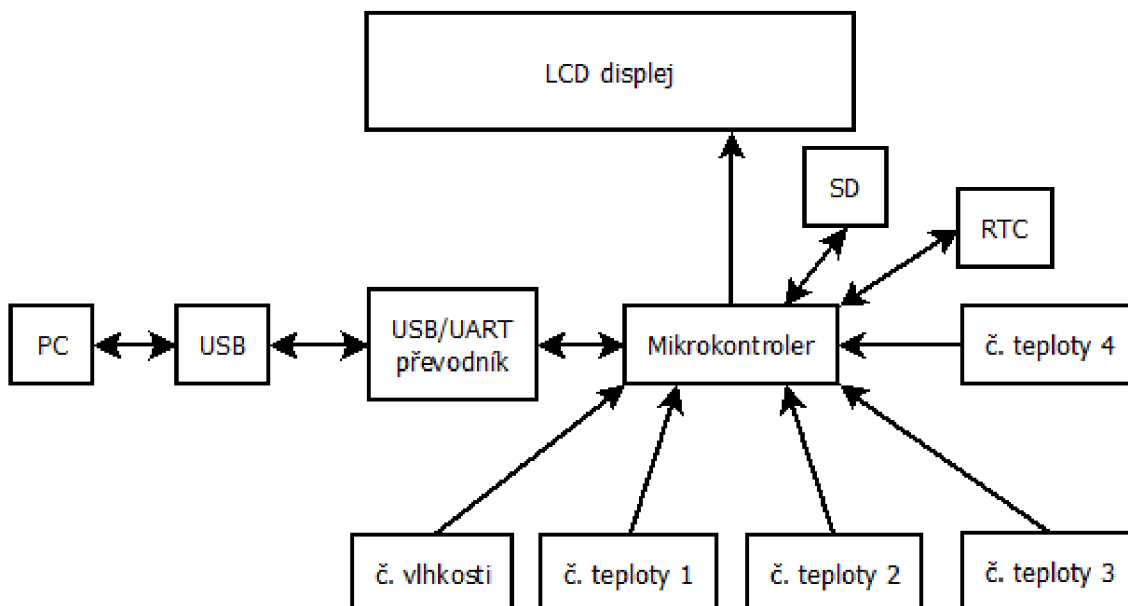 LCD displej
SD
RTC
PC
USB
USB/UART
převodník
Mikrokontroler
č. teploty 4
č. vlhkosti
č. teploty 1
č. teploty 2
č. teploty 3